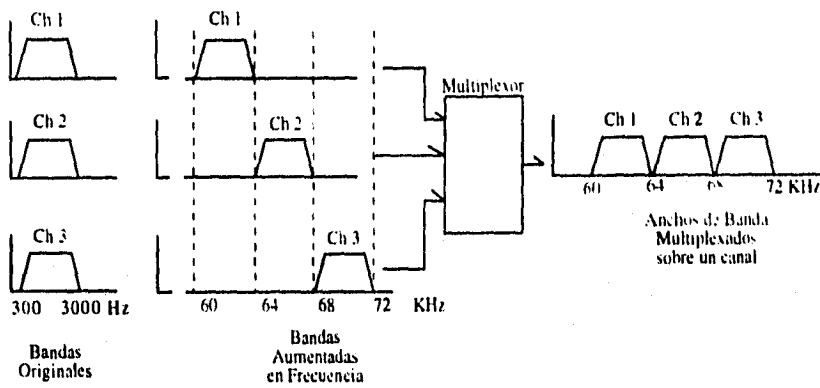 Ch 1
Ch 2
Ch 3
300 3000 Hz
Bandas
Originales
Ch 1
Ch 2
Ch 3
60 64 68 72 KHz
Bandas
Aumentadas
en Frecuencia
Multiplexor
Ch 1 Ch 2 Ch 3
60 64 68 72 KHz
Anchos de Banda
Multiplexados
sobre un canal